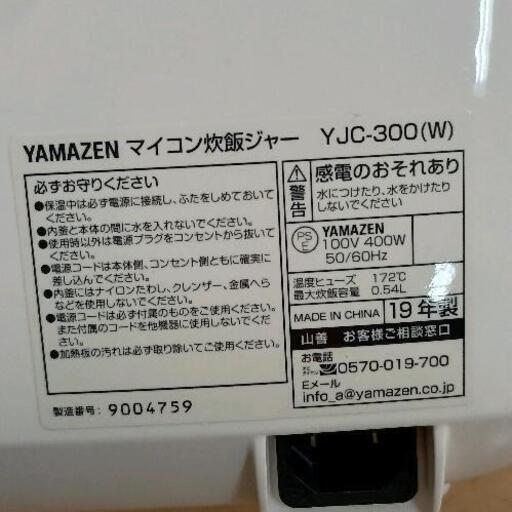 YAMAZEN マイコン炊飯ジャー YJC-300(W)
必ずお守りください
●保温中は必ず電源に接続し、ふたをしめておいて
ください。
●内釜と本体の間に水を入れないでください。
●使用時以外は電源プラグをコンセントから抜いて
ください。
●電源コードは本体側、コンセント側ともに確実に
差し込んでください。
●内釜にはナイロンたわし、クレンザー、金属へら
などを使用しないでください。
●電源コードは必ず付属のものをご使用ください。
また付属のコードを他機器に使用しないでください。
●加熱板の汚れは必ず取り除いてご使用ください。
製造番号: 9004759
警告
感電のおそれあり
水につけたり、水をかけたり
しないでください
PS
E
YAMAZEN
100V 400W
50/60Hz
温度ヒューズ 172℃
最大炊飯容量 0.54L
MADE IN CHINA 19年製
山善 お客様ご相談窓口
お電話
0570-019-700
Eメール
info_a@yamazen.co.jp